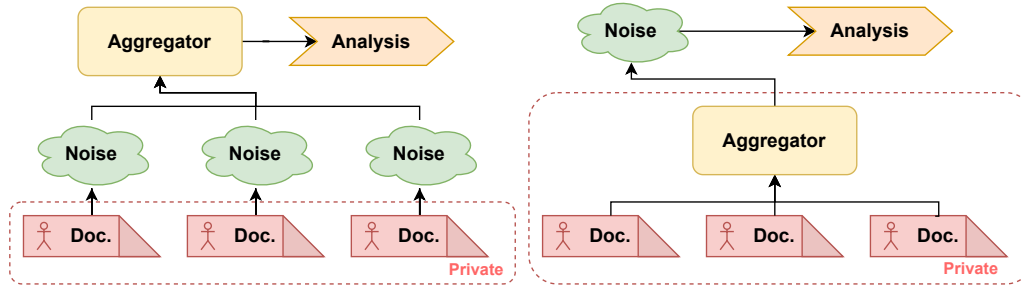 Aggregator
Analysis
Noise
Noise
Noise
Doc.
Doc.
Doc.
Private
Noise
Analysis
Aggregator
Doc.
Doc.
Doc.
Private